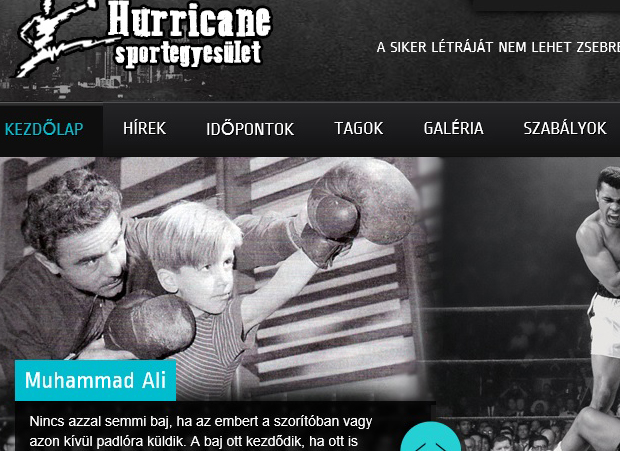 Hurricane
sportegyesület
A SIKER LÉTRÁJÁT NEM LEHET ZSEBRE
KEZDŐLAP
HÍREK
IDŐPONTOK
TAGOK
GALÉRIA
SZABÁLYOK
Muhammad Ali
Nincs azzal semmi baj, ha az embert a szorítóban vagy
azon kívül padlóra küldik. A baj ott kezdődik, ha ott is